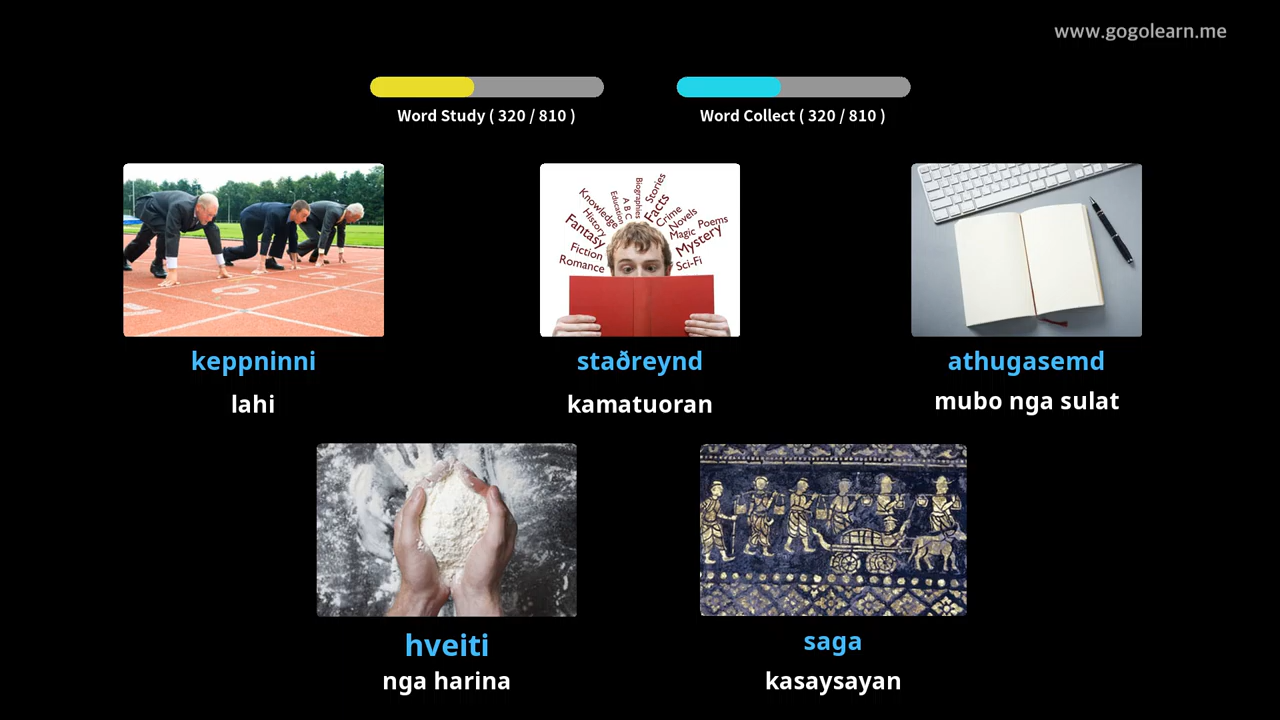 www.gogolearn.me
Word Study ( 320 / 810 )
Word Collect ( 320 / 810 )
Knowledge
History
Fantasy
Fiction
Romance
Education
A B C
Biographies
Stories
Facts
Crime
Novels
Magic Poems
Mystery
Sci-Fi
keppninni
staðreynd
athugasemd
lahi
kamatuoran
mubo nga sulat
hveiti
saga
nga harina
kasaysayan